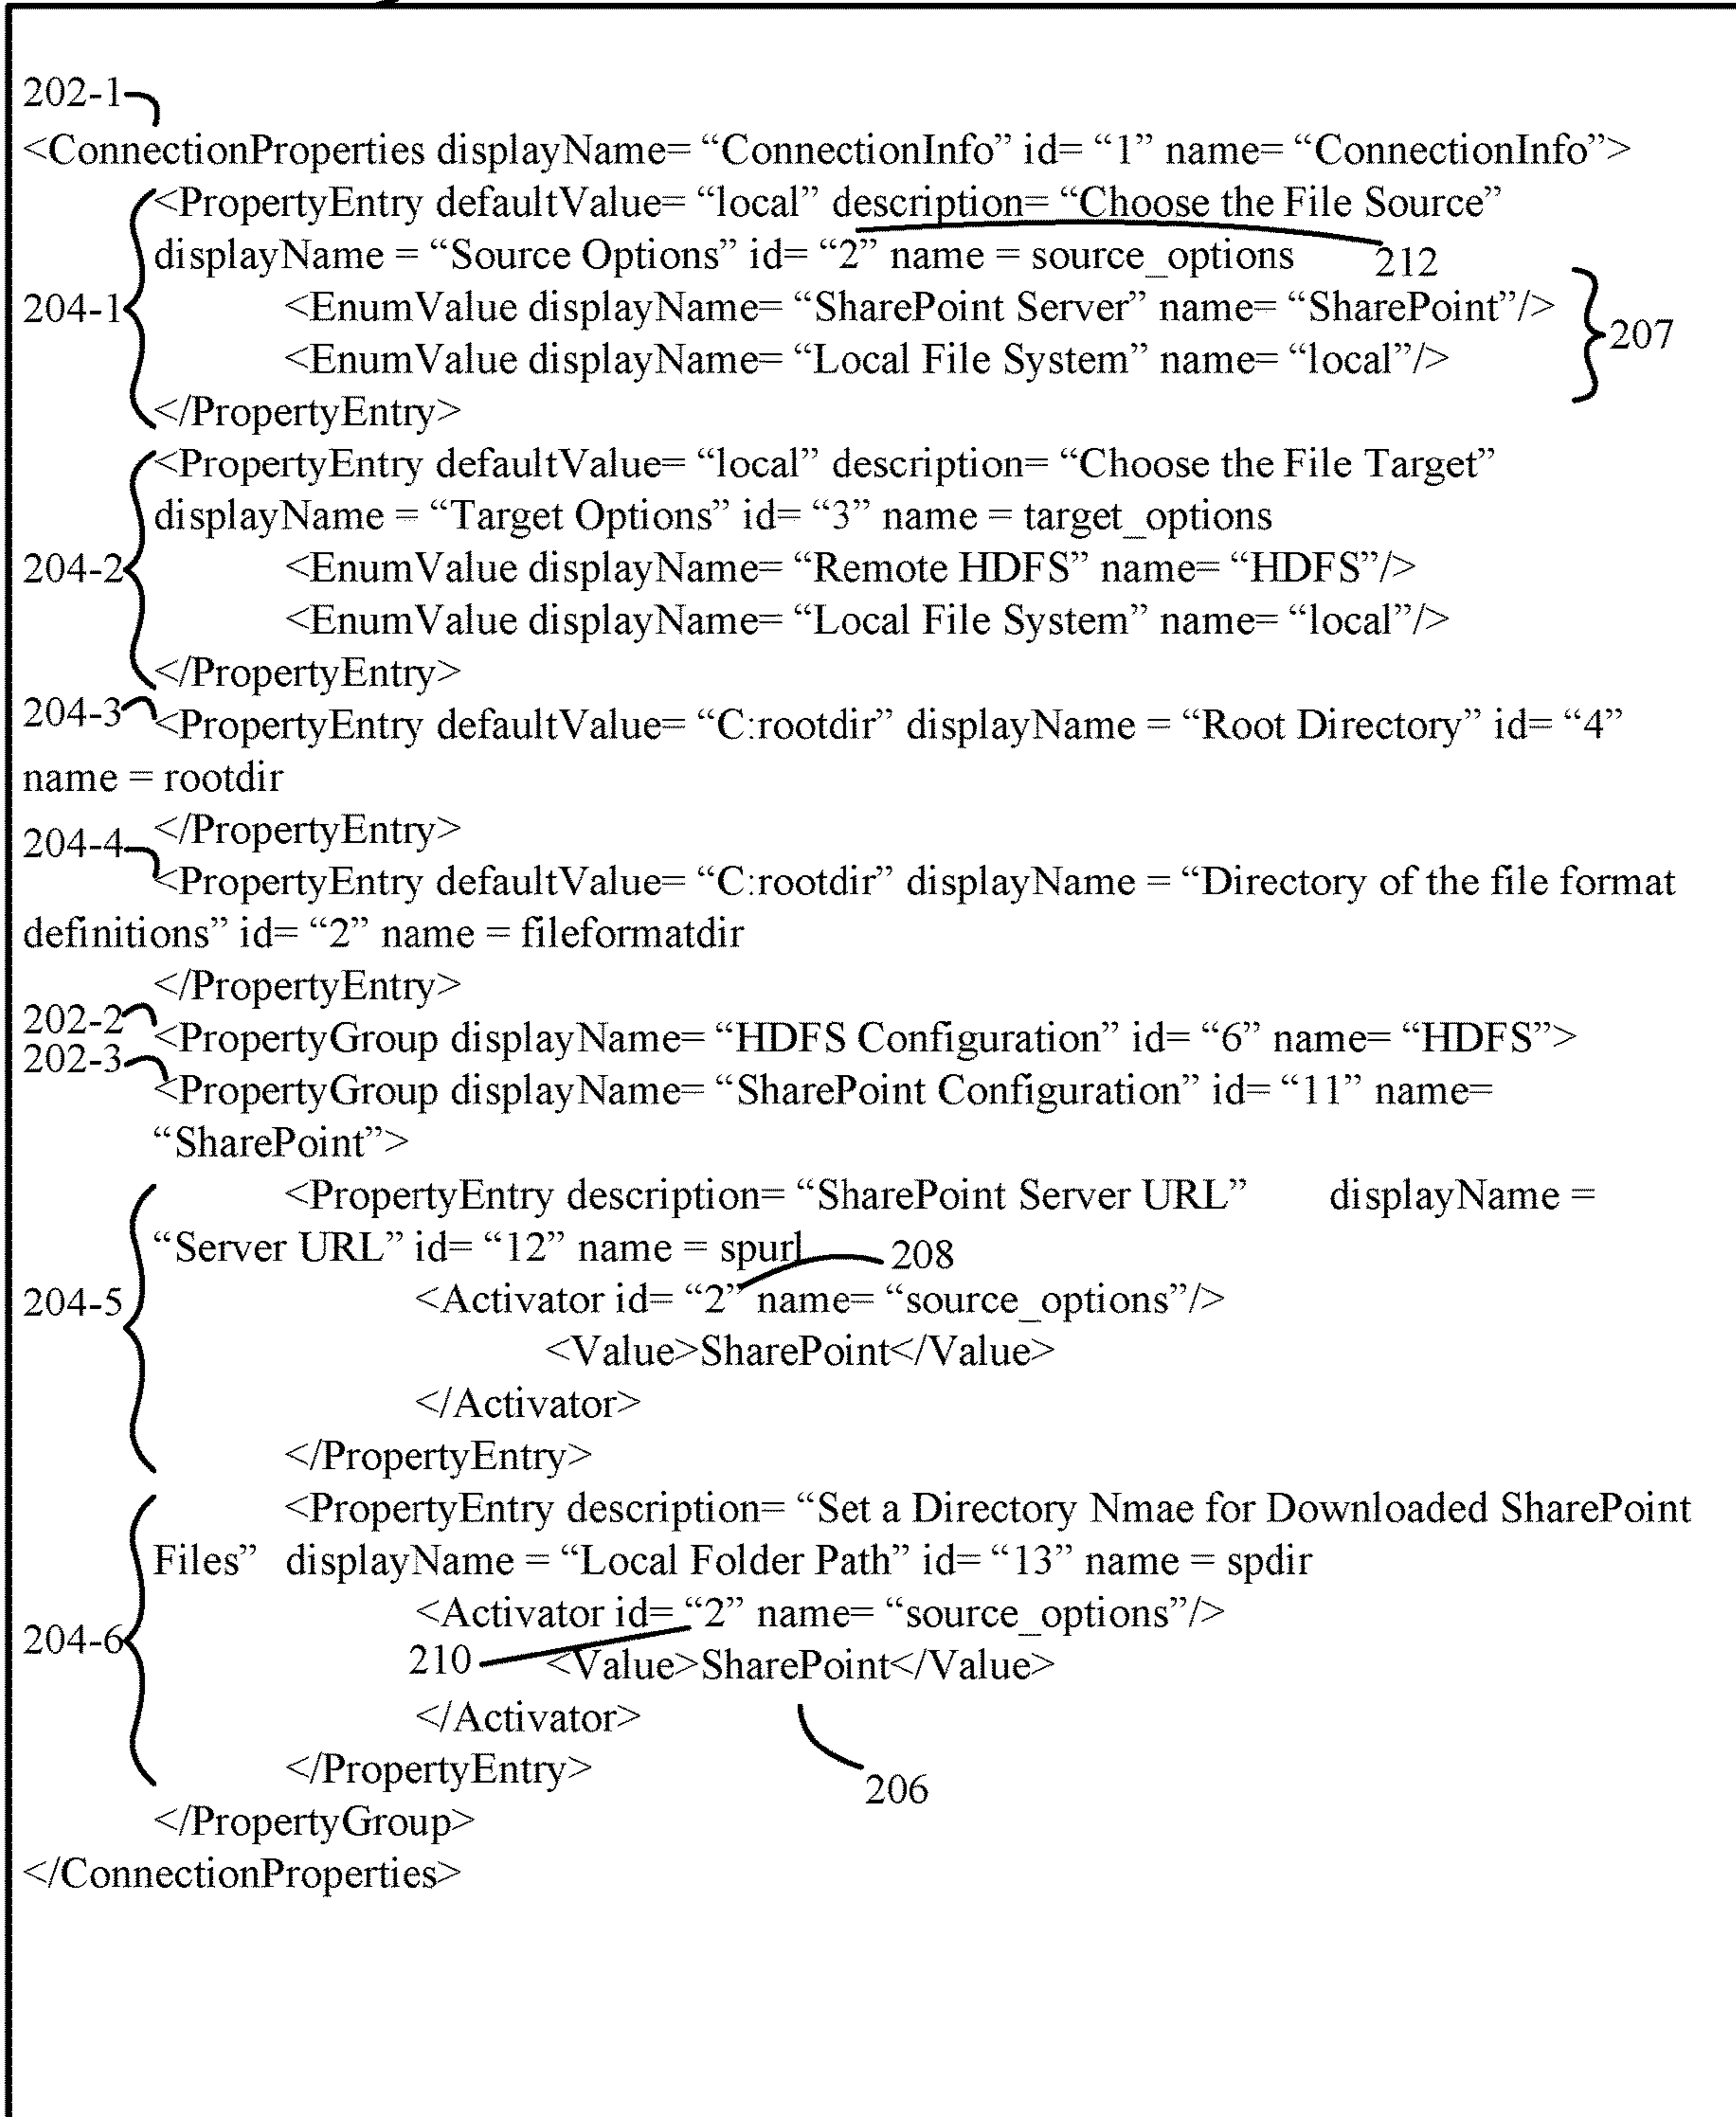 202-1
<ConnectionProperties displayName= “ConnectionInfo” id= “1” name= “ConnectionInfo”>
<PropertyEntry defaultValue= “local” description= “Choose the File Source”
displayName = “Source Options” id= “2” name = source_options 212
204-1 <EnumValue displayName= “SharePoint Server” name= “SharePoint”/> 207
<EnumValue displayName= “Local File System” name= “local”/>
</PropertyEntry>
<PropertyEntry defaultValue= “local” description= “Choose the File Target”
displayName = “Target Options” id= “3” name = target_options
204-2 <EnumValue displayName= “Remote HDFS” name= “HDFS”/>
<EnumValue displayName= “Local File System” name= “local”/>
</PropertyEntry>
204-3 <PropertyEntry defaultValue= “C:rootdir” displayName = “Root Directory” id= “4”
name = rootdir
</PropertyEntry>
204-4 <PropertyEntry defaultValue= “C:rootdir” displayName = “Directory of the file format
definitions” id= “2” name = fileformatdir
</PropertyEntry>
202-2 <PropertyGroup displayName= “HDFS Configuration” id= “6” name= “HDFS”>
202-3 <PropertyGroup displayName= “SharePoint Configuration” id= “11” name=
“SharePoint”>
<PropertyEntry description= “SharePoint Server URL” displayName =
“Server URL” id= “12” name = spurl 208
204-5 <Activator id= “2” name= “source_options”/>
<Value>SharePoint</Value>
</Activator>
</PropertyEntry>
<PropertyEntry description= “Set a Directory Nmae for Downloaded SharePoint
Files” displayName = “Local Folder Path” id= “13” name = spdir
<Activator id= “2” name= “source_options”/>
204-6 210 <Value>SharePoint</Value>
</Activator>
</PropertyEntry>
206
</PropertyGroup>
</ConnectionProperties>